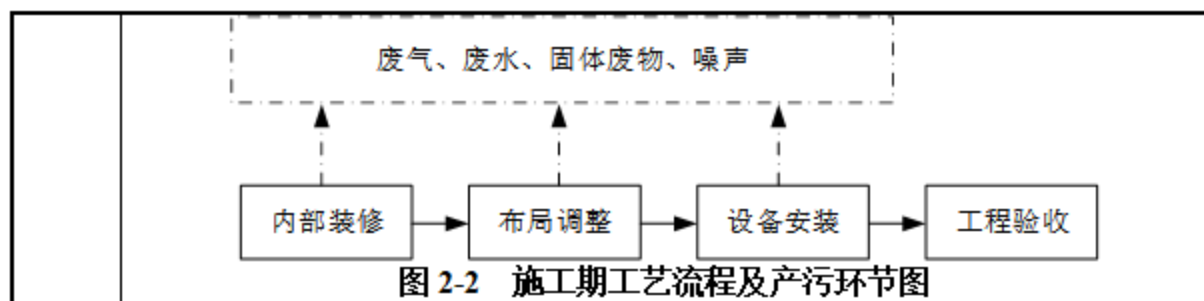 废气、废水、固体废物、噪声
内部装修
布局调整
设备安装
工程验收
图 2-2 施工期工艺流程及产污环节图